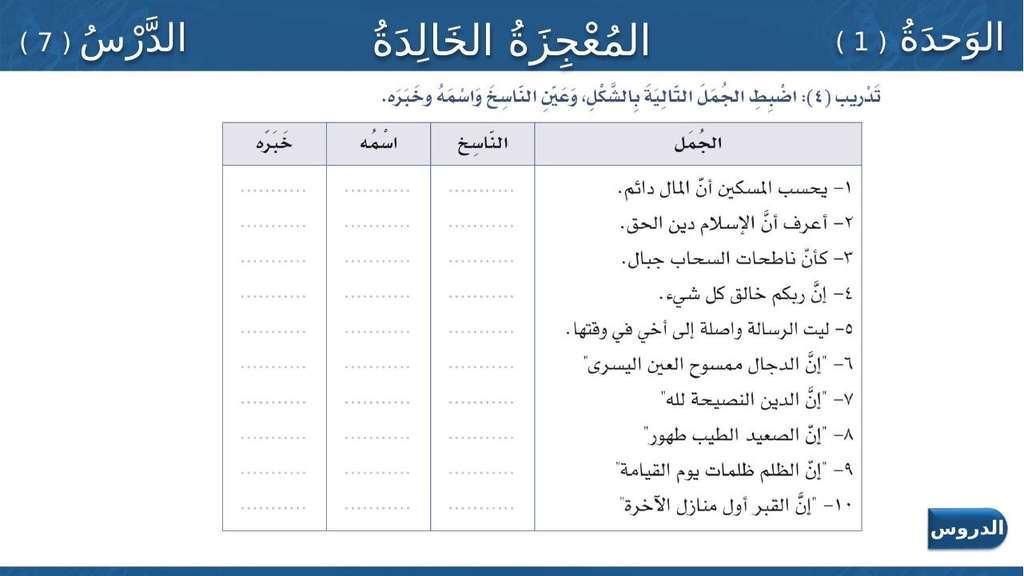 الوَحدَةُ ( 1 ) المُعْجِزَةُ الخَالِدَةُ الدَّرْسُ ( 7 )
تَدْريب (٤): اضْبِطِ الجُمَلَ التَّالِيَةَ بِالشَّكْلِ، وَعَيِّنِ النّاسِخَ وَاسْمَهُ وخَبَرَه.
الجُمَل النّاسِخ اسْمُه خَبَرُه
١- يحسب المسكين أنّ المال دائم. ........... ........... ...........
٢- أعرف أنَّ الإسلام دين الحق. ........... ........... ...........
٣- كأنّ ناطحات السحاب جبال. ........... ........... ...........
٤- إنَّ ربكم خالق كل شيء. ........... ........... ...........
٥- ليت الرسالة واصلة إلى أخي في وقتها. ........... ........... ...........
٦- "إنَّ الدجال ممسوح العين اليسرى" ........... ........... ...........
٧- "إنَّ الدين النصيحة لله" ........... ........... ...........
٨- "إنّ الصعيد الطيب طهور" ........... ........... ...........
٩- "إنّ الظلم ظلمات يوم القيامة" ........... ........... ...........
١٠- "إنَّ القبر أول منازل الآخرة" ........... ........... ...........
الدروس